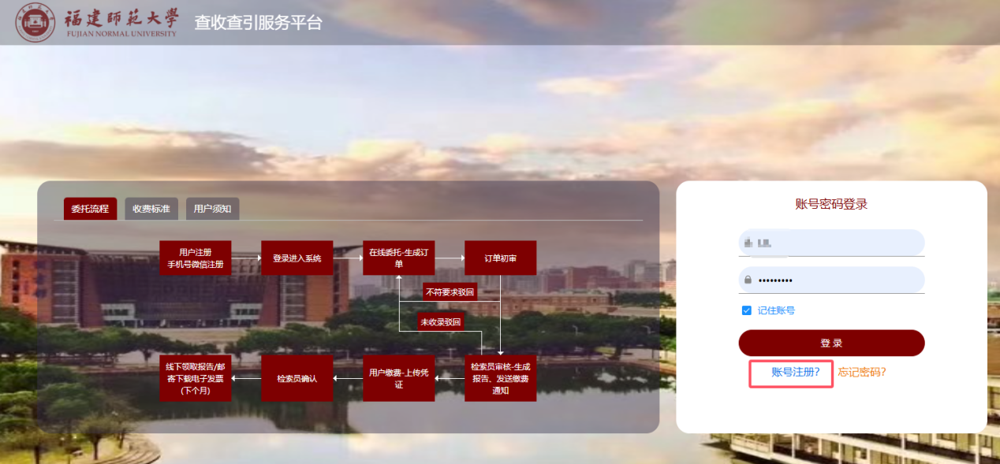 福建師範大學
FUJIAN NORMAL UNIVERSITY
查收查引服务平台
委托流程
收费标准
用户须知
用户注册
手机号微信注册
登录进入系统
在线委托-生成订
单
订单初审
不符要求驳回
未收录驳回
线下领取报告/邮
寄下载电子发票
(下个月)
检索员确认
用户缴费-上传凭
证
检索员审核-生成
报告、发送缴费
通知
账号密码登录
•••••••••
记住账号
登 录
账号注册?
忘记密码?